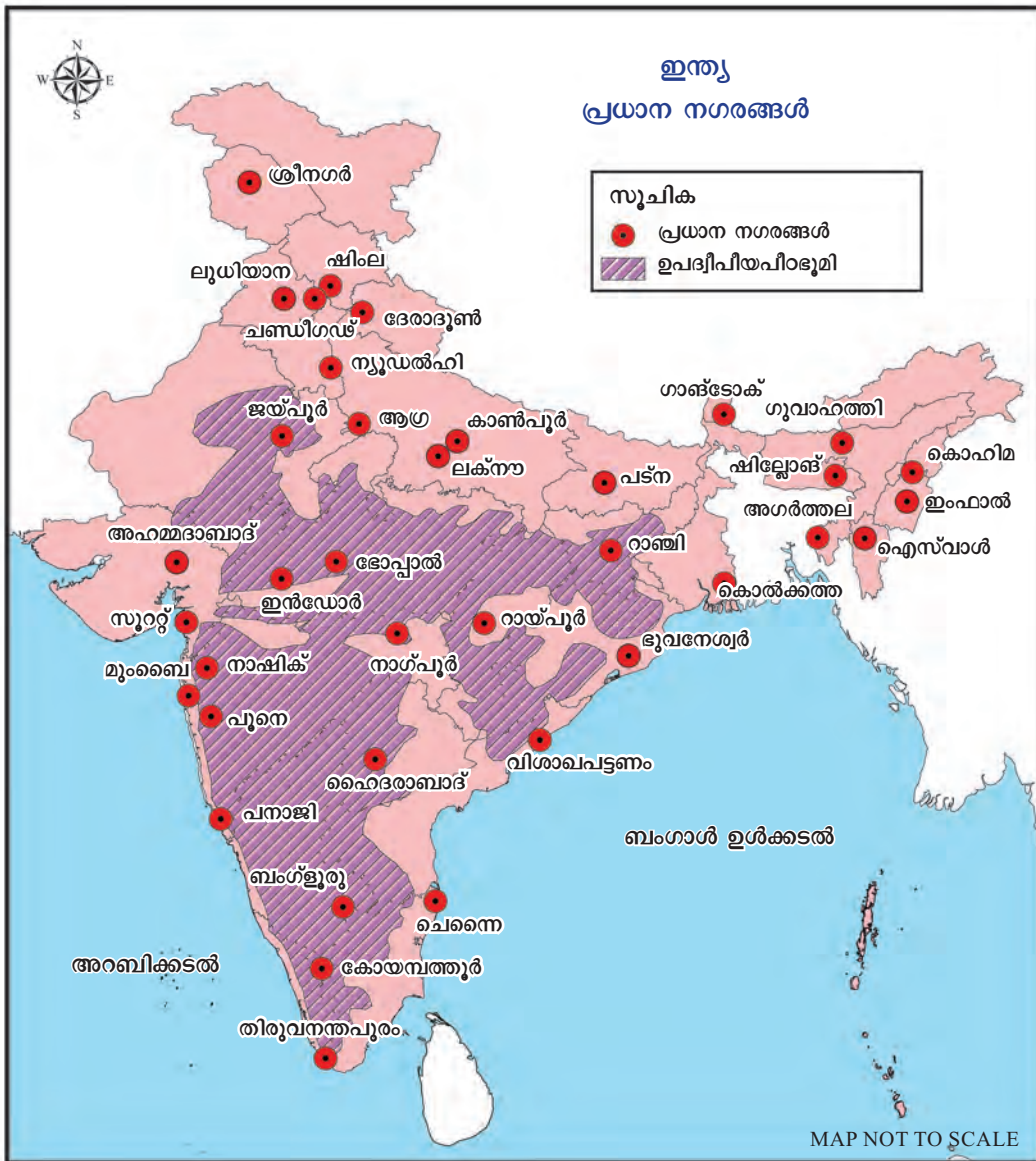 N
W E
S
ഇന്ത്യ
പ്രധാന നഗരങ്ങൾ
സൂചിക
പ്രധാന നഗരങ്ങൾ
ഉപദ്വീപീയപീഠഭൂമി
ശ്രീനഗർ
ഷിംല
ലുധിയാന
ചണ്ഡീഗഢ്
ദേരാദൂൺ
ന്യൂഡൽഹി
ജയ്പൂർ
ആഗ്ര
കാൺപൂർ
ലക്നൗ
പട്ന
ഗാങ്ടോക്
ഗുവാഹത്തി
ഷില്ലോങ്
കൊഹിമ
ഇംഫാൽ
അഗർത്തല
ഐസ്‌വാൾ
അഹമ്മദാബാദ്
ഭോപ്പാൽ
ഇൻഡോർ
റാഞ്ചി
കൊൽക്കത്ത
സൂററ്റ്
റായ്പൂർ
ഭുവനേശ്വർ
നാഗ്പൂർ
നാഷിക്
മുംബൈ
പൂനെ
വിശാഖപട്ടണം
ഹൈദരാബാദ്
പനാജി
ബംഗാൾ ഉൾക്കടൽ
ബംഗ്ളൂരു
ചെന്നൈ
അറബിക്കടൽ
കോയമ്പത്തൂർ
തിരുവനന്തപുരം
MAP NOT TO SCALE